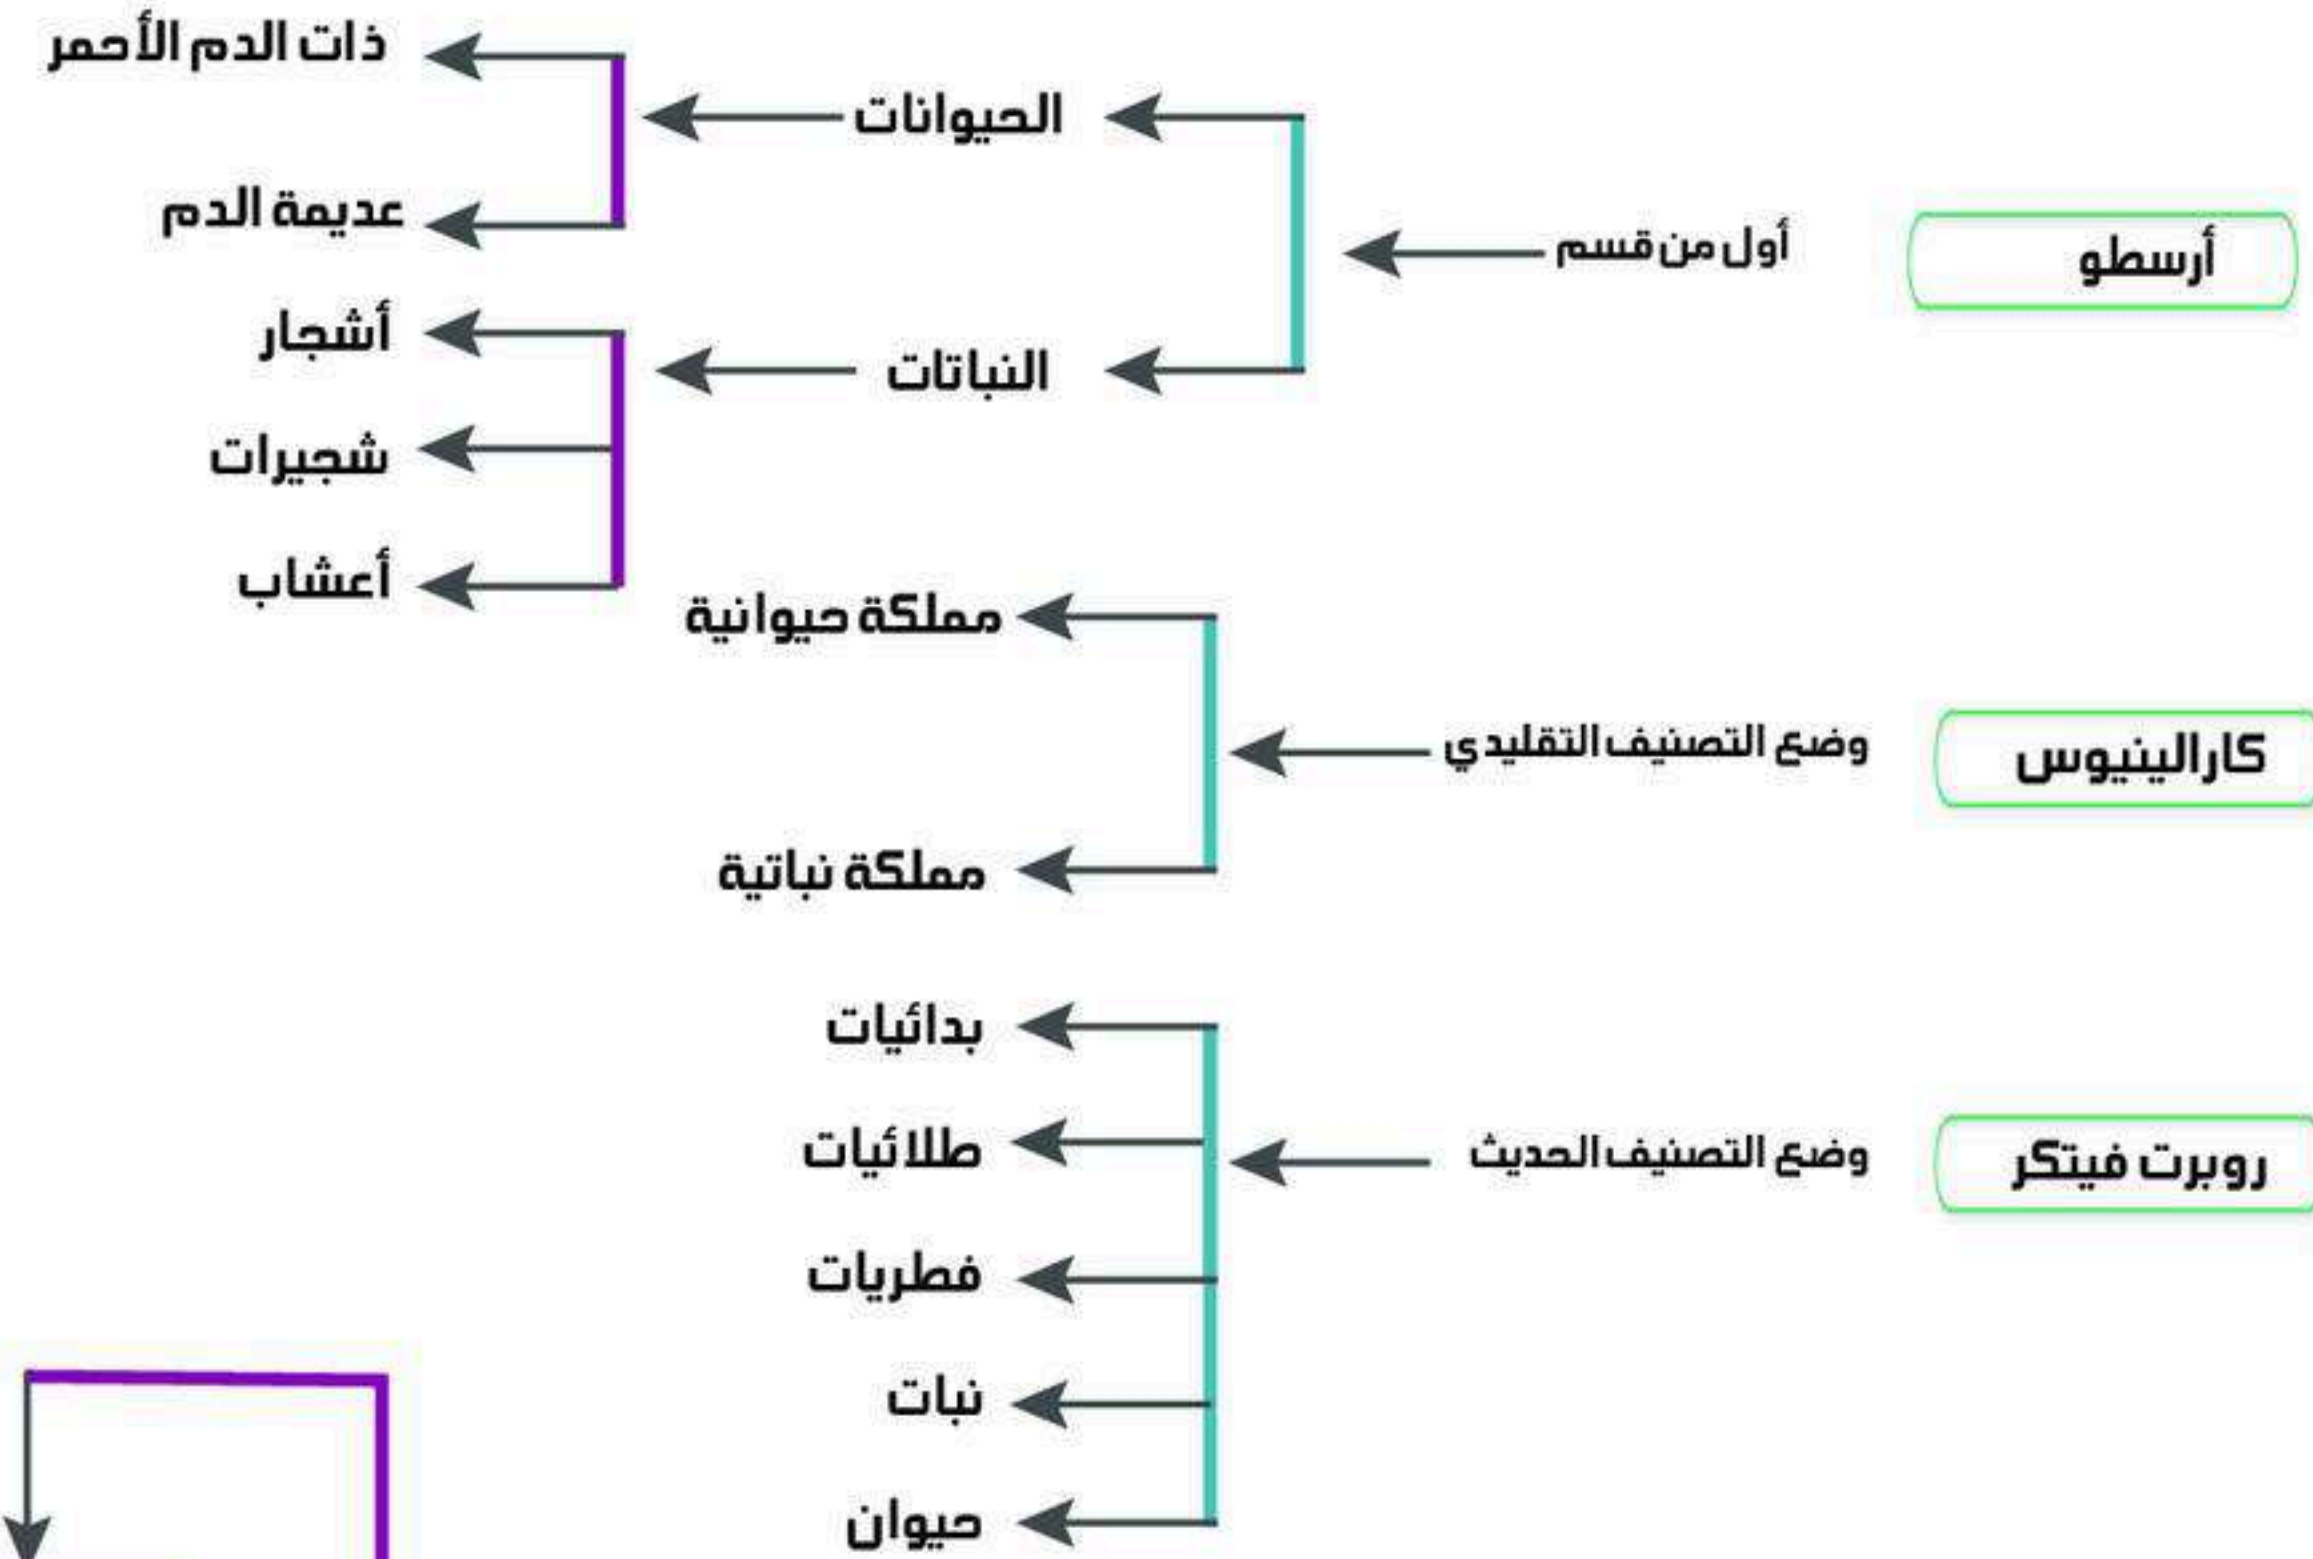 أرسطو
أول من قسم
الحيوانات
ذات الدم الأحمر
عديمة الدم
النباتات
أشجار
شجيرات
أعشاب
كارالينيوس
وضع التصنيف التقليدي
مملكة حيوانية
مملكة نباتية
روبرت فيتكر
وضع التصنيف الحديث
بدائيات
طلائيات
فطريات
نبات
حيوان